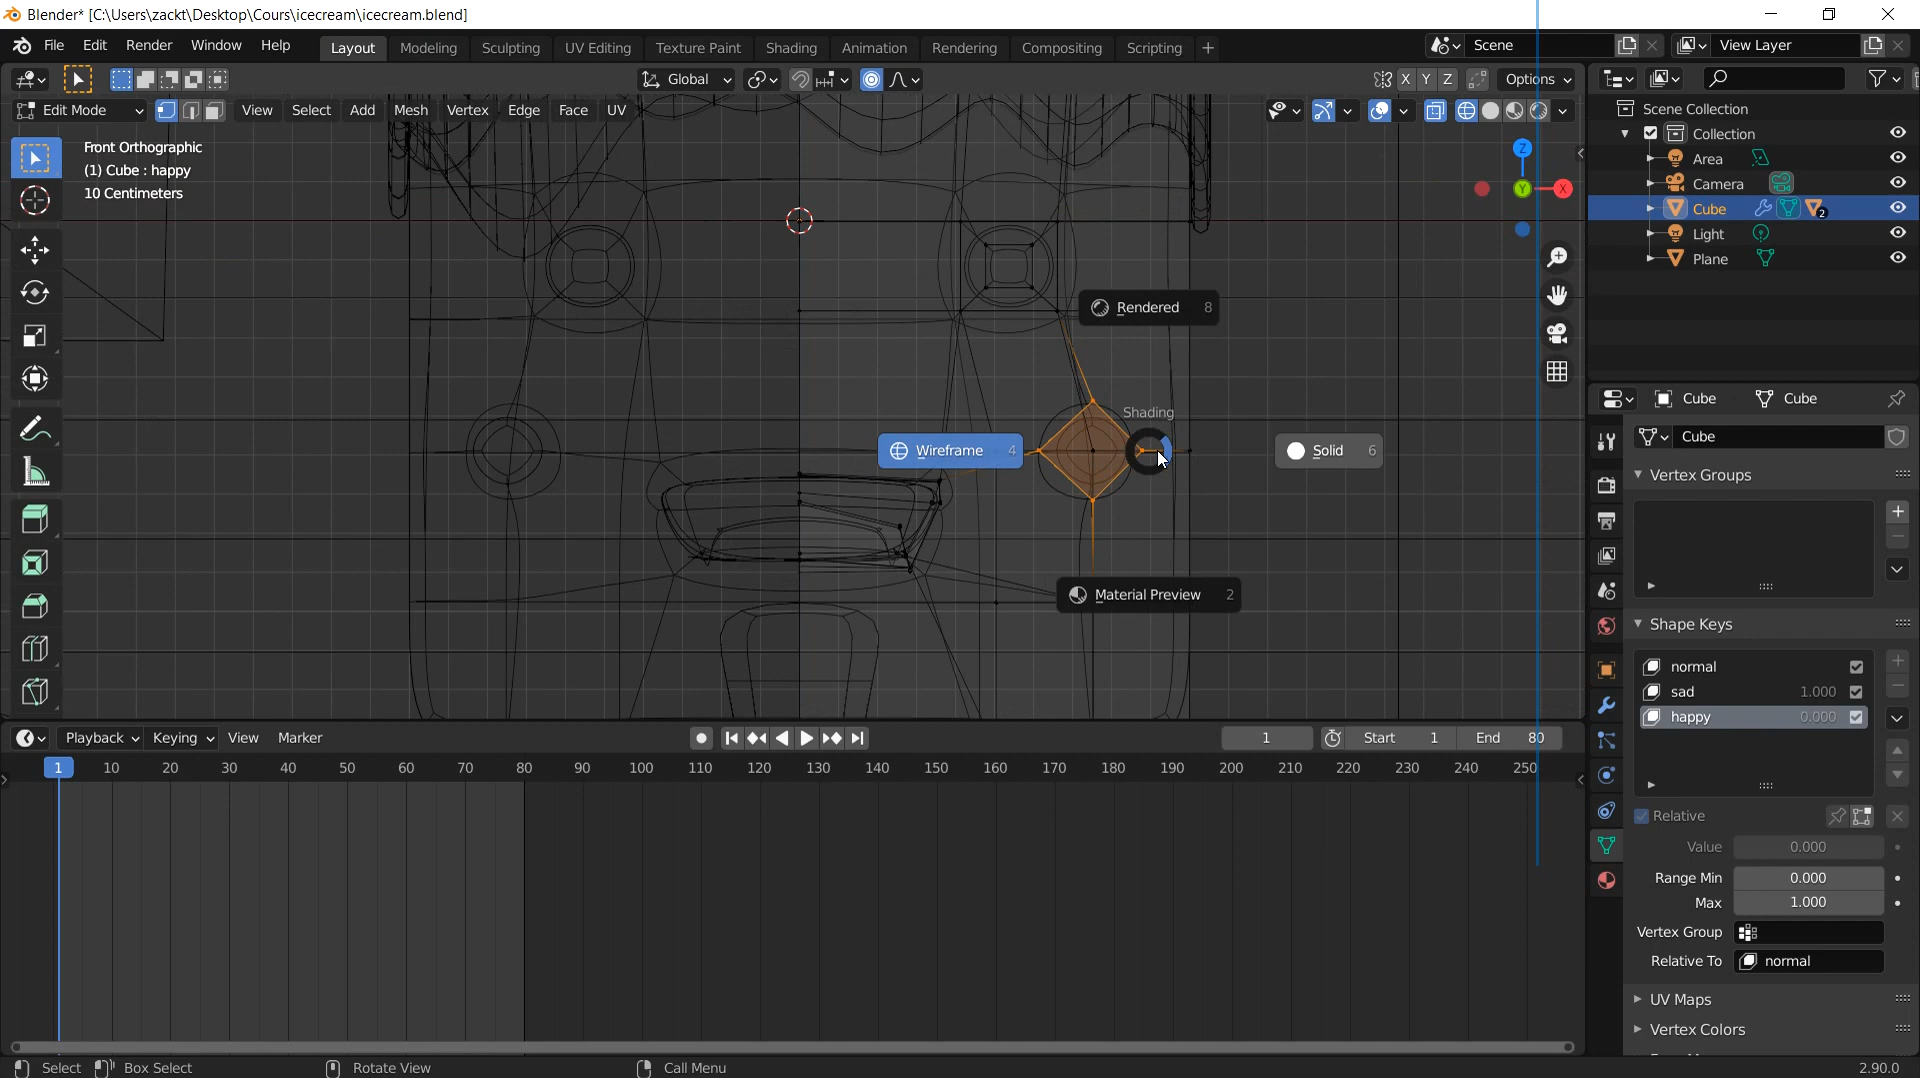 Blender* [C:\Users\zackt\Desktop\Cours\icecream\icecream.blend]
File Edit Render Window Help Layout Modeling Sculpting UV Editing Texture Paint Shading Animation Rendering Compositing Scripting + Scene View Layer
Global X Y Z Options
Edit Mode View Select Add Mesh Vertex Edge Face UV
Scene Collection
Collection
Area
Camera
Cube 2
Light
Plane
Front Orthographic
(1) Cube : happy
10 Centimeters
Z
Y X
Rendered 8
Shading
Wireframe 4
Solid 6
Material Preview 2
Cube Cube
Cube
Vertex Groups
Shape Keys
normal
sad 1.000
happy 0.000
Relative
Value 0.000
Range Min 0.000
Max 1.000
Vertex Group
Relative To normal
UV Maps
Vertex Colors
Playback Keying View Marker 1 Start 1 End 80
1 10 20 30 40 50 60 70 80 90 100 110 120 130 140 150 160 170 180 190 200 210 220 230 240 250
Select Box Select Rotate View Call Menu 2.90.0